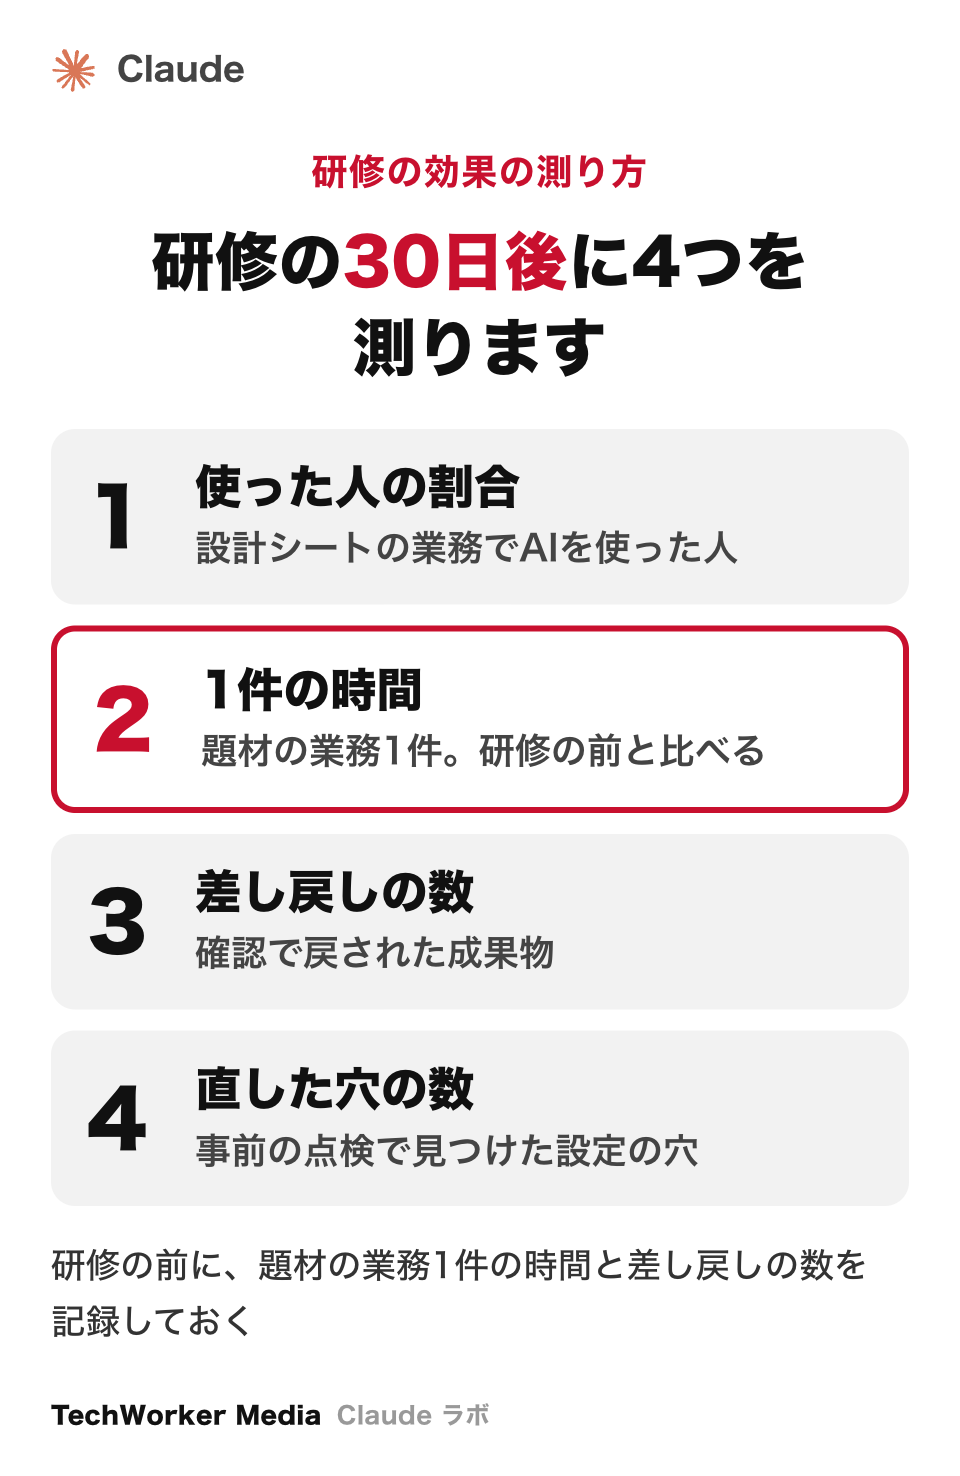 Claude
研修の効果の測り方
研修の30日後に4つを
測ります
1
使った人の割合
設計シートの業務でAIを使った人
2
1件の時間
題材の業務1件。研修の前と比べる
3
差し戻しの数
確認で戻された成果物
4
直した穴の数
事前の点検で見つけた設定の穴
研修の前に、題材の業務1件の時間と差し戻しの数を
記録しておく
TechWorker Media Claude ラボ